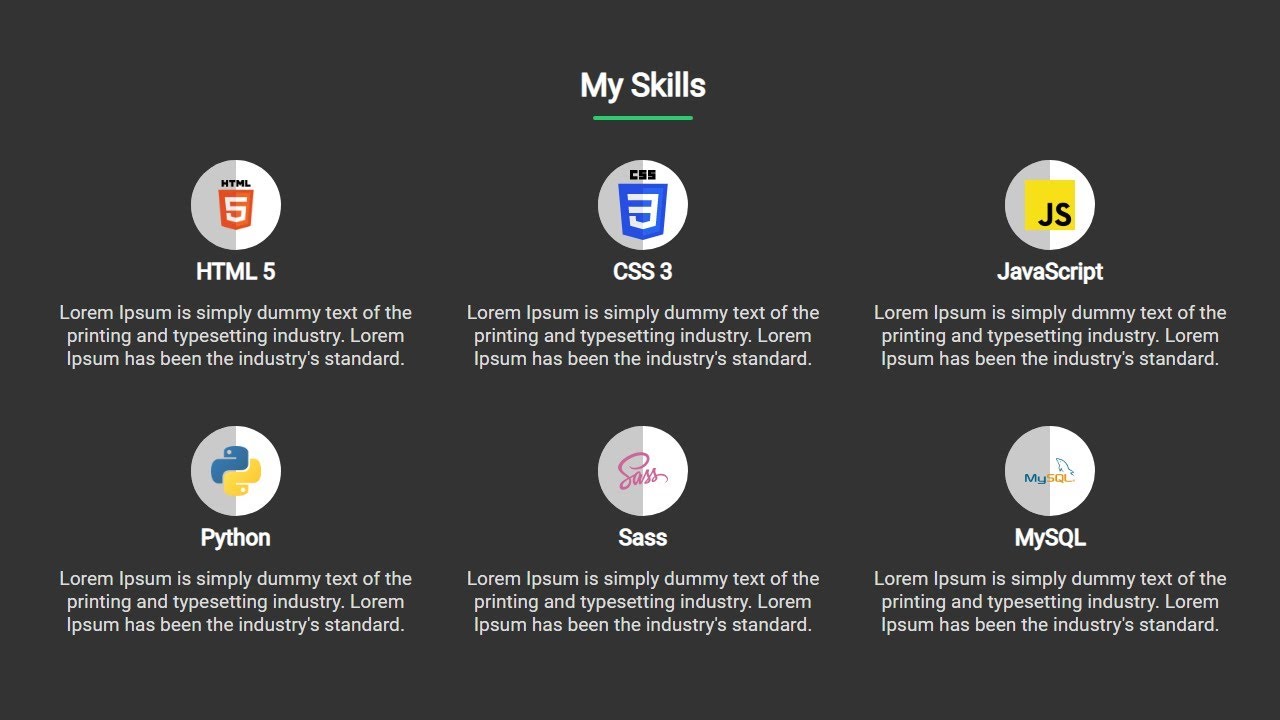 My Skills
HTML
5
CSS
3
JS
HTML 5
CSS 3
JavaScript
Lorem Ipsum is simply dummy text of the
printing and typesetting industry. Lorem
Ipsum has been the industry's standard.
Lorem Ipsum is simply dummy text of the
printing and typesetting industry. Lorem
Ipsum has been the industry's standard.
Lorem Ipsum is simply dummy text of the
printing and typesetting industry. Lorem
Ipsum has been the industry's standard.
Sass
MySQL
Python
Sass
MySQL
Lorem Ipsum is simply dummy text of the
printing and typesetting industry. Lorem
Ipsum has been the industry's standard.
Lorem Ipsum is simply dummy text of the
printing and typesetting industry. Lorem
Ipsum has been the industry's standard.
Lorem Ipsum is simply dummy text of the
printing and typesetting industry. Lorem
Ipsum has been the industry's standard.